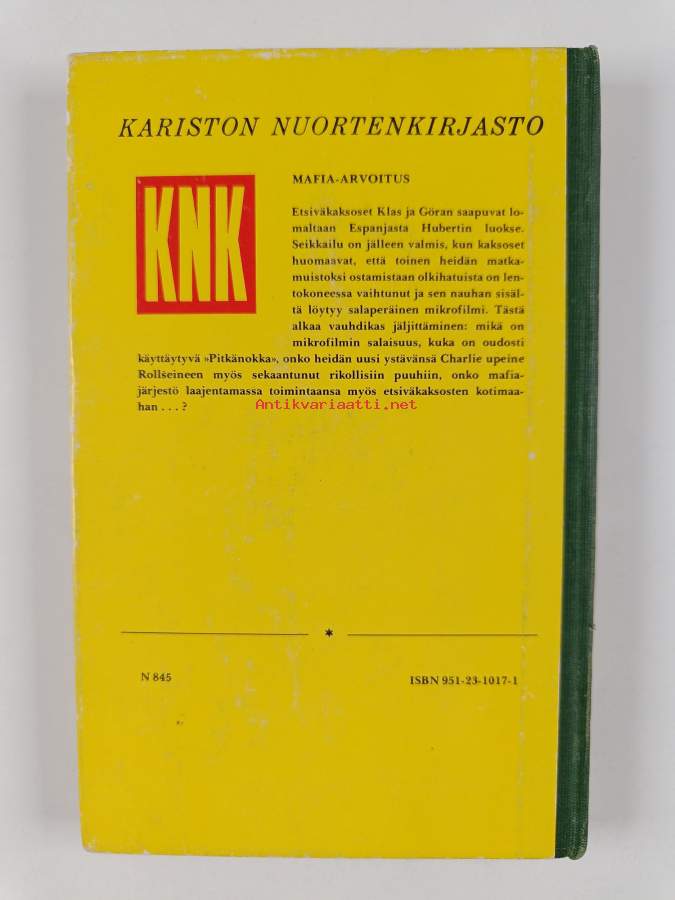 KARISTON NUORTENKIRJASTO
KNK
MAFIA-ARVOITUS
Etsiväkaksoset Klas ja Göran saapuvat lo-
maltaan Espanjasta Hubertin luokse.
Seikkailu on jälleen valmis, kun kaksoset
huomaavat, että toinen heidän matka-
muistoksi ostamistaan olkihatuista on len-
tokoneessa vaihtunut ja sen nauhan sisäl-
tä löytyy salaperäinen mikrofilmi. Tästä
alkaa vauhdikas jäljittäminen: mikä on
mikrofilmin salaisuus, kuka on oudosti
käyttäytyvä »Pitkänokka», onko heidän uusi ystävänsä Charlie upeine
Rollseineen myös sekaantunut rikollisiin puuhiin, onko mafia-
järjestö laajentamassa toimintaansa myös etsiväkaksosten kotimaa-
han . . . ?
Antikvariaatti.net
N 845
ISBN 951-23-1017-1